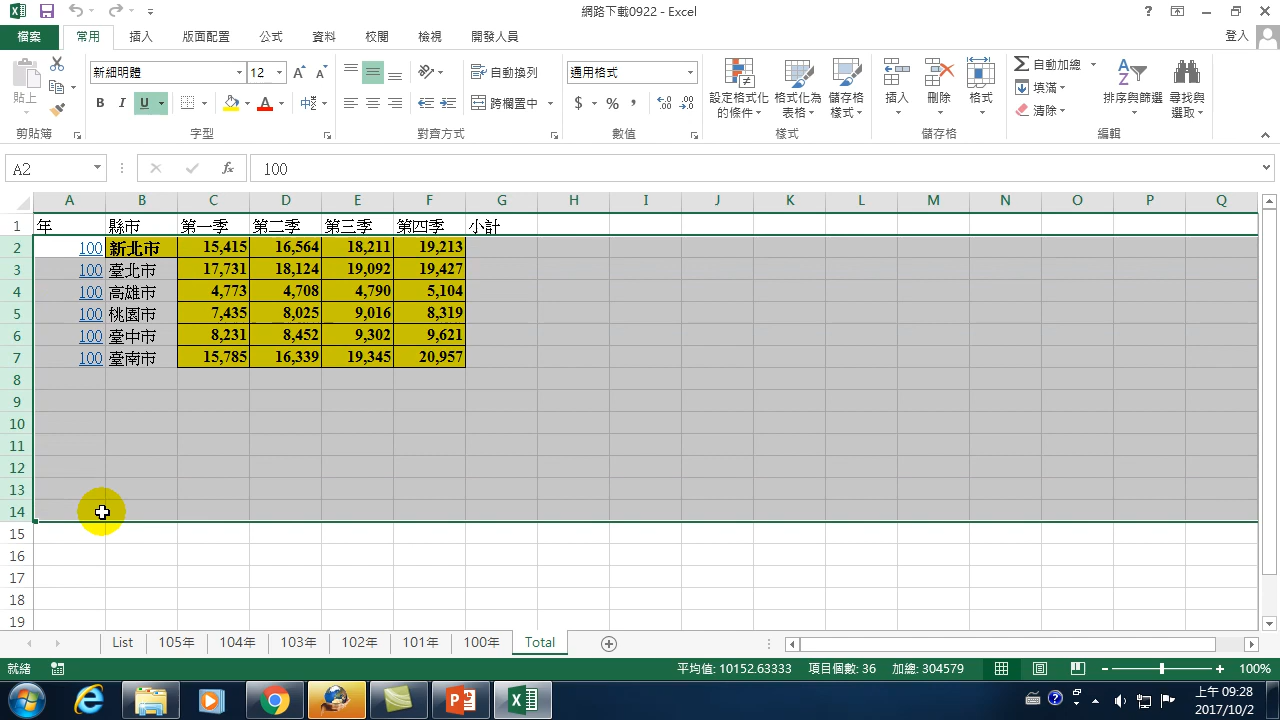 網路下載0922 - Excel
檔案 常用 插入 版面配置 公式 資料 校閱 檢視 開發人員 登入
貼上 新細明體 12 自動換列 通用格式 設定格式化的條件 格式化為表格 儲存格樣式 插入 刪除 格式 自動加總 填滿 清除 排序與篩選 尋找與選取
B I U 跨欄置中 $ % ,
剪貼簿 字型 對齊方式 數值 樣式 儲存格 編輯
A2 fx 100
A B C D E F G H I J K L M N O P Q
1 年 縣市 第一季 第二季 第三季 第四季 小計
2 100 新北市 15,415 16,564 18,211 19,213
3 100 臺北市 17,731 18,124 19,092 19,427
4 100 高雄市 4,773 4,708 4,790 5,104
5 100 桃園市 7,435 8,025 9,016 8,319
6 100 臺中市 8,231 8,452 9,302 9,621
7 100 臺南市 15,785 16,339 19,345 20,957
8
9
10
11
12
13
14
15
16
17
18
19
List 105年 104年 103年 102年 101年 100年 Total
就緒 平均值: 10152.63333 項目個數: 36 加總: 304579 100%
上午 09:28
2017/10/2